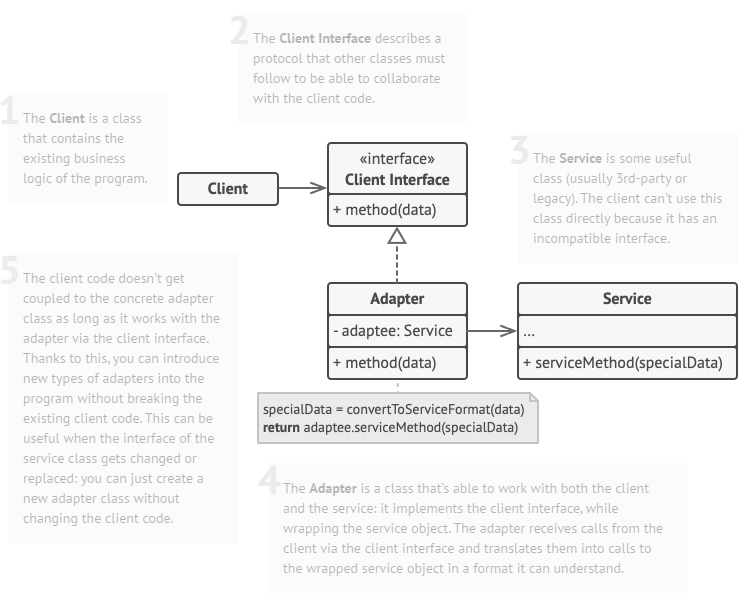 2
The Client Interface describes a
protocol that other classes must
follow to be able to collaborate
with the client code.
1
The Client is a class
that contains the
existing business
logic of the program.
Client
«interface»
Client Interface
+ method(data)
3
The Service is some useful
class (usually 3rd-party or
legacy). The client can’t use this
class directly because it has an
incompatible interface.
5
The client code doesn’t get
coupled to the concrete adapter
class as long as it works with the
adapter via the client interface.
Thanks to this, you can introduce
new types of adapters into the
program without breaking the
existing client code. This can be
useful when the interface of the
service class gets changed or
replaced: you can just create a
new adapter class without
changing the client code.
Adapter
- adaptee: Service
+ method(data)
Service
...
+ serviceMethod(specialData)
specialData = convertToServiceFormat(data)
return adaptee.serviceMethod(specialData)
4
The Adapter is a class that’s able to work with both the client
and the service: it implements the client interface, while
wrapping the service object. The adapter receives calls from the
client via the client interface and translates them into calls to
the wrapped service object in a format it can understand.